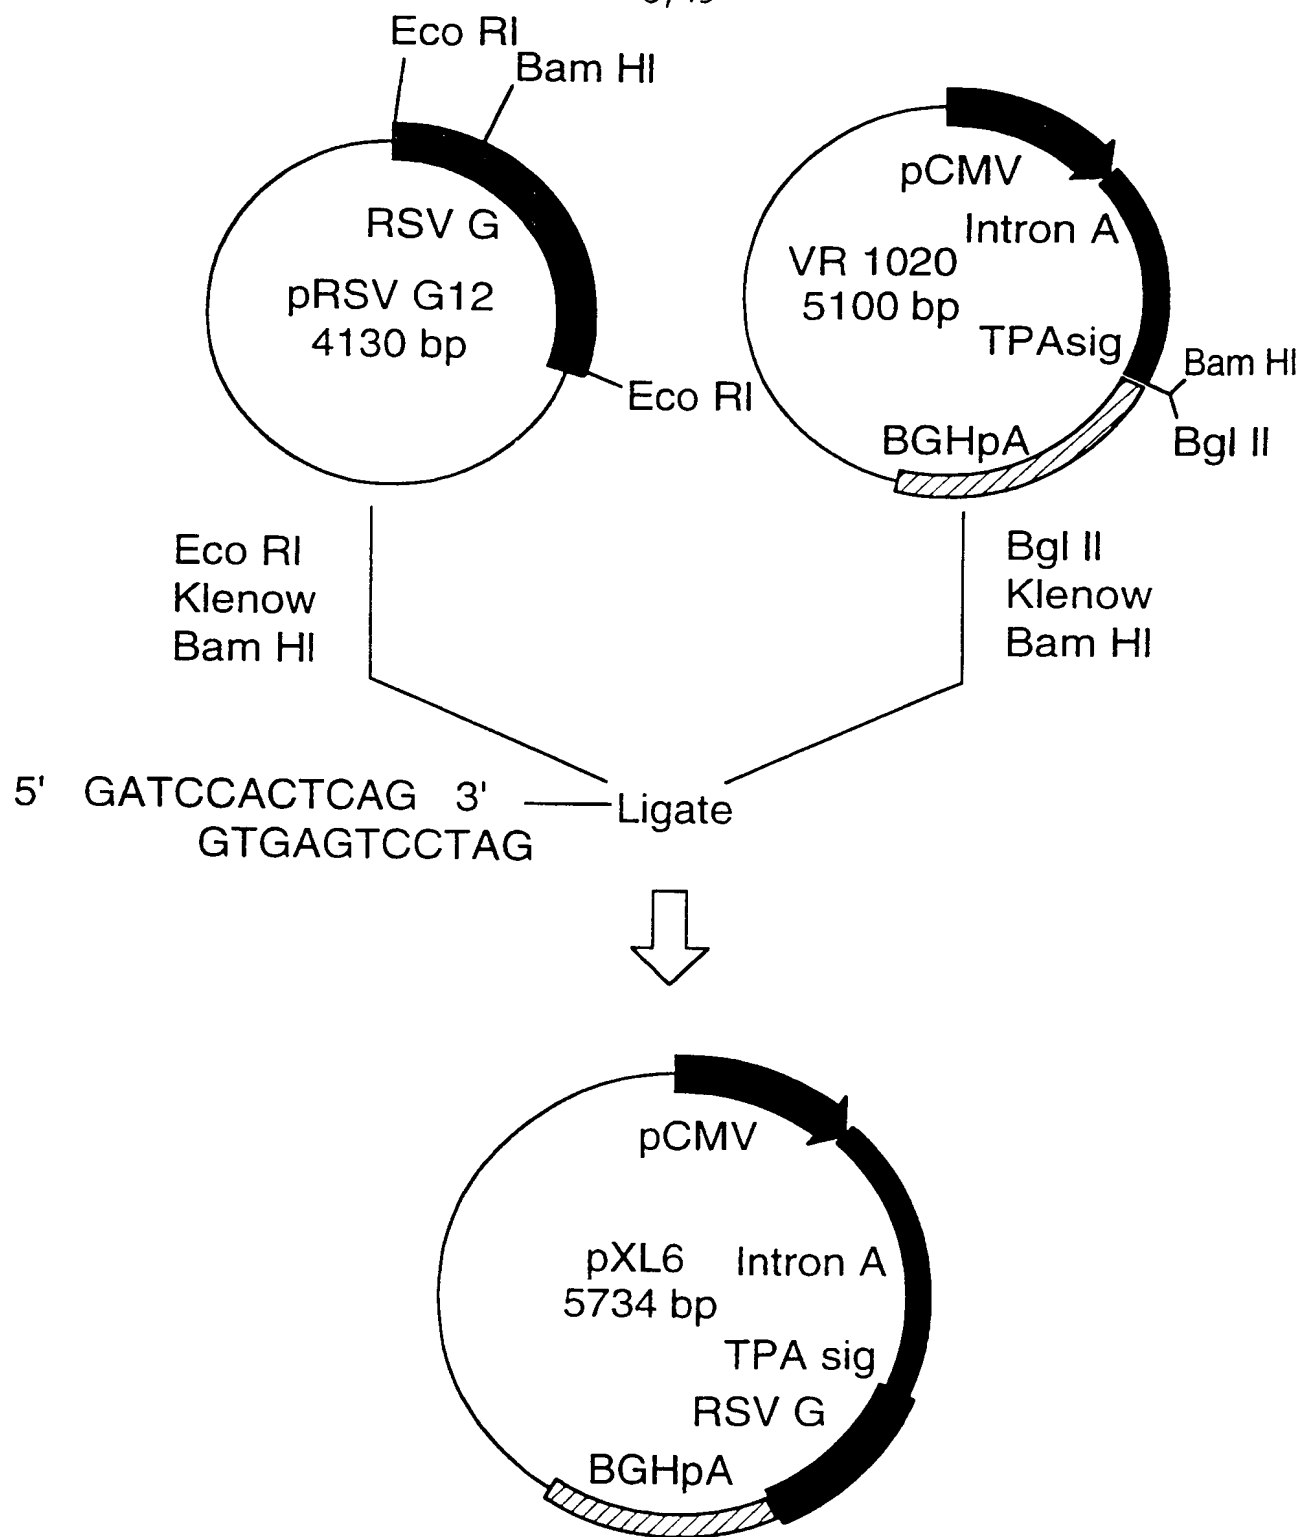 Eco RI
Bam HI
RSV G
pRSV G12
4130 bp
Eco RI
pCMV
Intron A
VR 1020
5100 bp
TPAsig
Bam HI
Bgl II
BGHpA
Eco RI
Klenow
Bam HI
Bgl II
Klenow
Bam HI
5' GATCCACTCAG 3'
GTGAGTCCTAG
Ligate
pCMV
pXL6
5734 bp
Intron A
TPA sig
RSV G
BGHpA